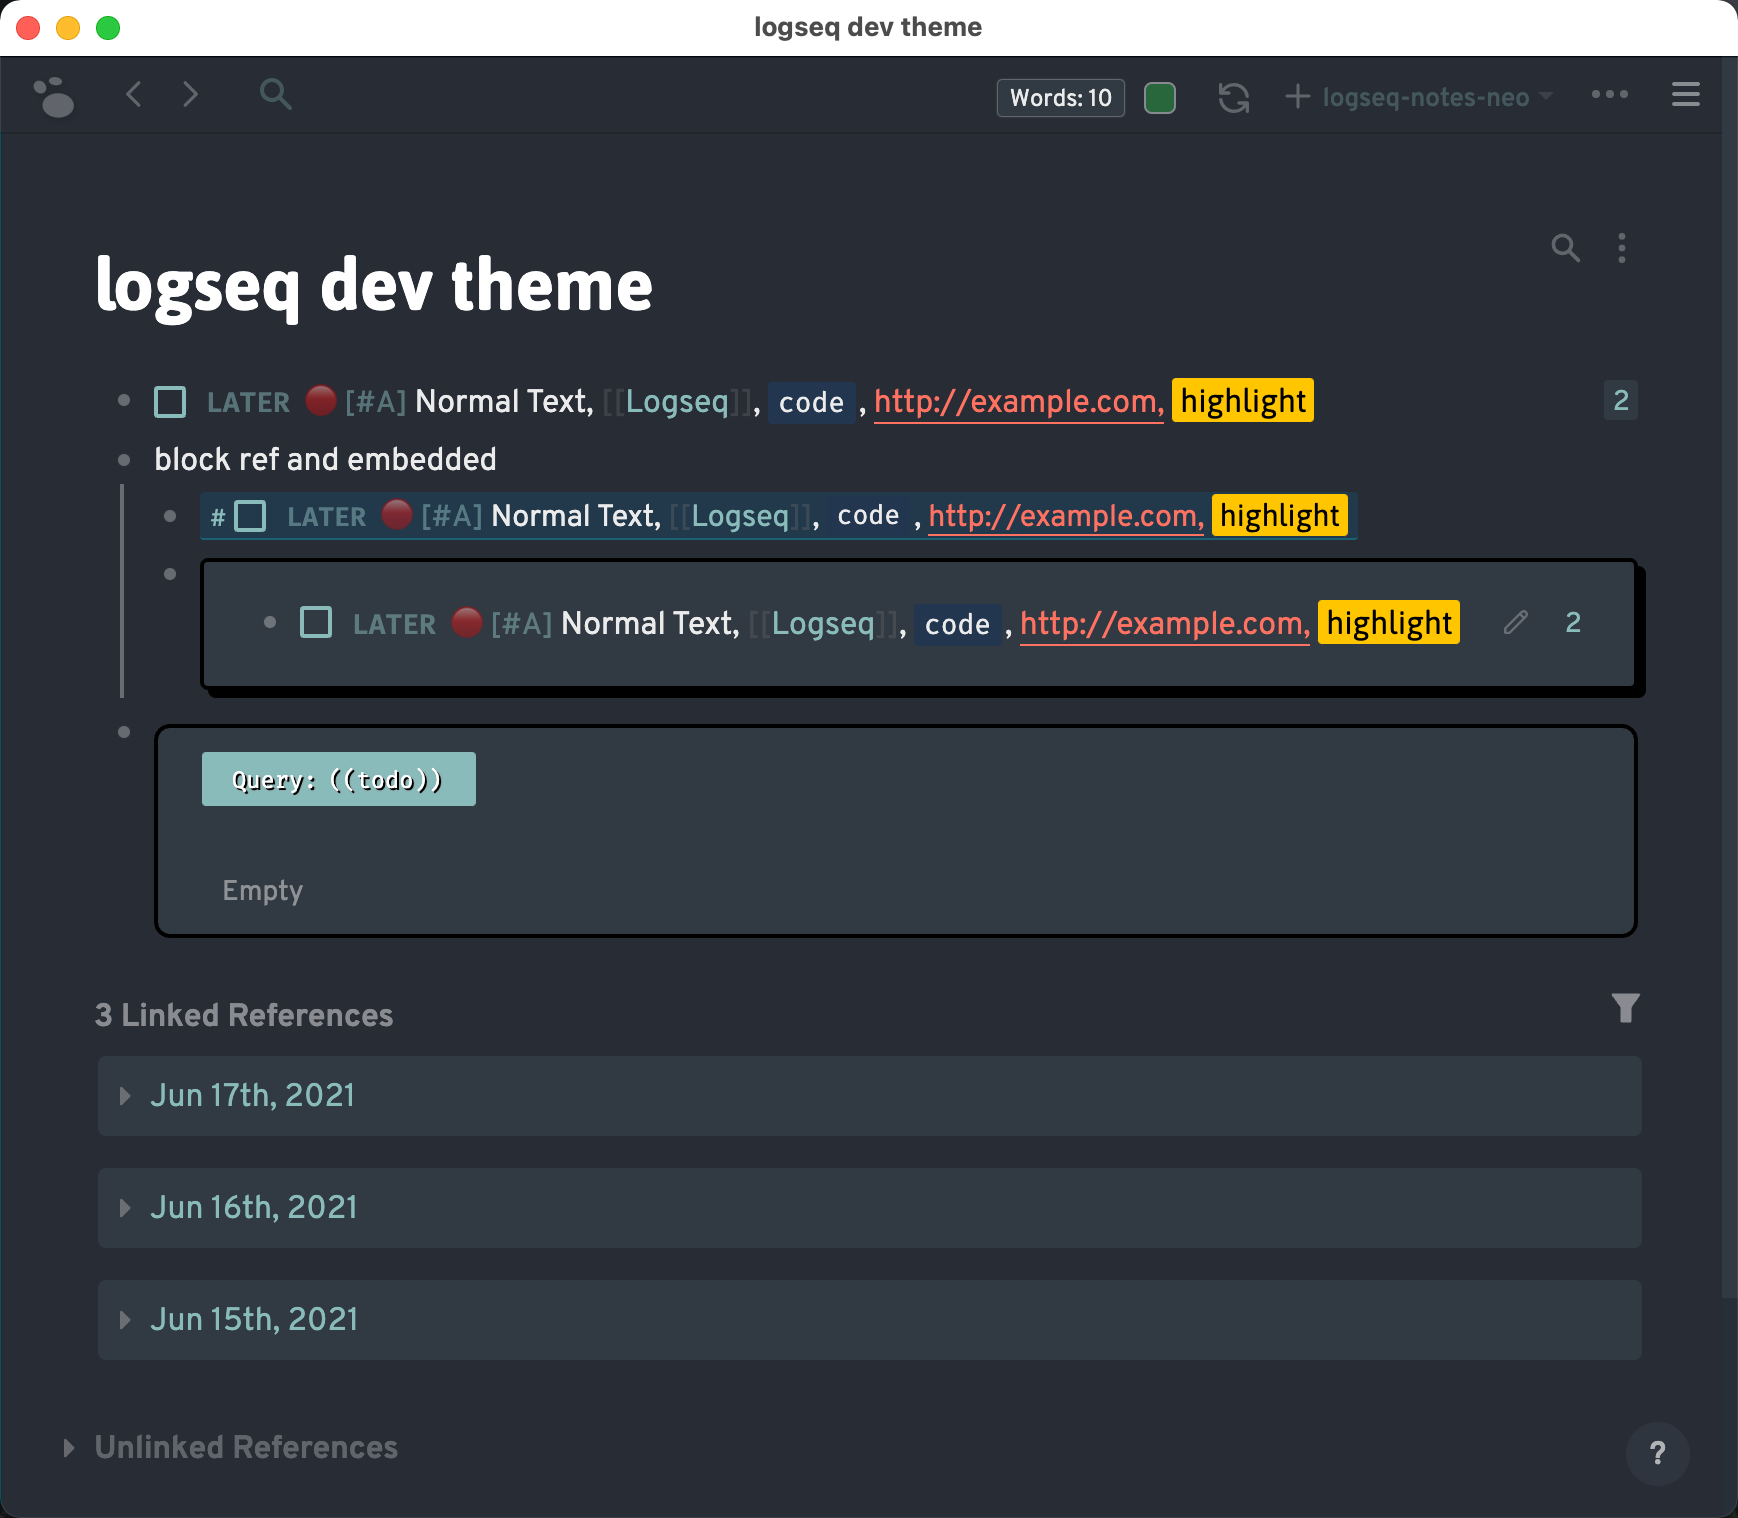 logseq dev theme
Words: 10
logseq-notes-neo
logseq dev theme
LATER [#A] Normal Text, [[Logseq]], code , http://example.com, highlight 2
block ref and embedded
# LATER [#A] Normal Text, [[Logseq]], code , http://example.com, highlight
LATER [#A] Normal Text, [[Logseq]], code , http://example.com, highlight 2
Query: ((todo))
Empty
3 Linked References
Jun 17th, 2021
Jun 16th, 2021
Jun 15th, 2021
Unlinked References
?